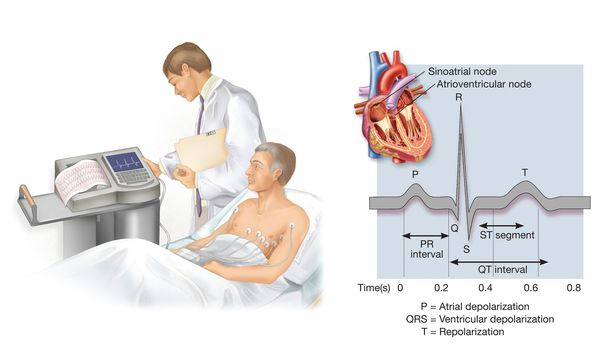 Sinoatrial node
Atrioventricular node
R
P
T
Q
S
ST segment
PR
interval
QT interval
Time(s) 0 0.2 0.4 0.6 0.8
P = Atrial depolarization
QRS = Ventricular depolarization
T = Repolarization